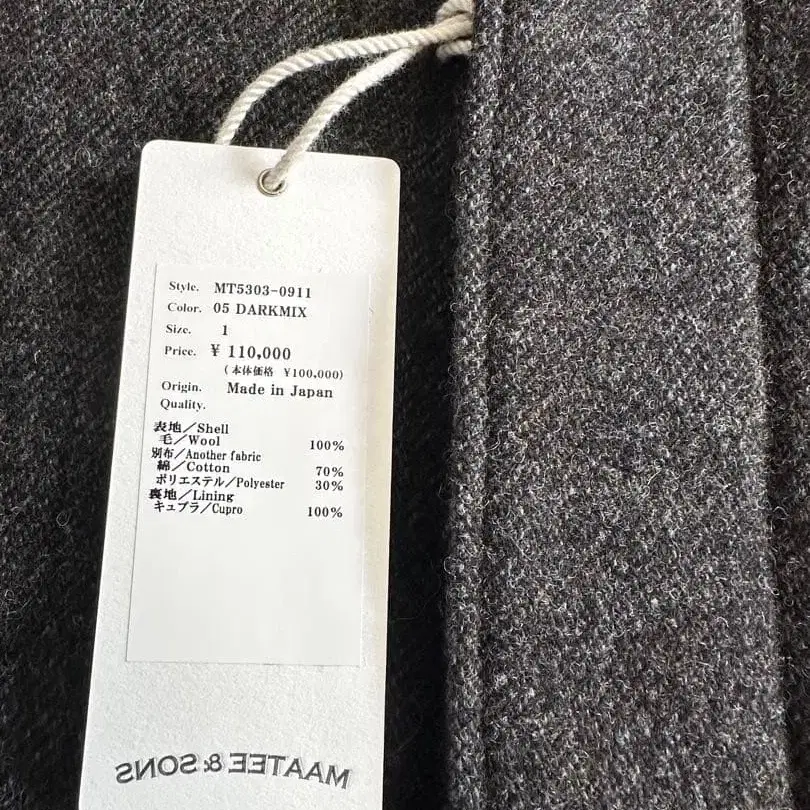 Style. MT5303-0911
Color. 05 DARKMIX
Size. 1
Price. ¥ 110,000
(本体価格 ¥100,000)
Origin. Made in Japan
Quality.
表地/Shell
毛/Wool 100%
別布/Another fabric
綿/Cotton 70%
ポリエステル/Polyester 30%
裏地/Lining
キュプラ/Cupro 100%
MAATEE & SONS